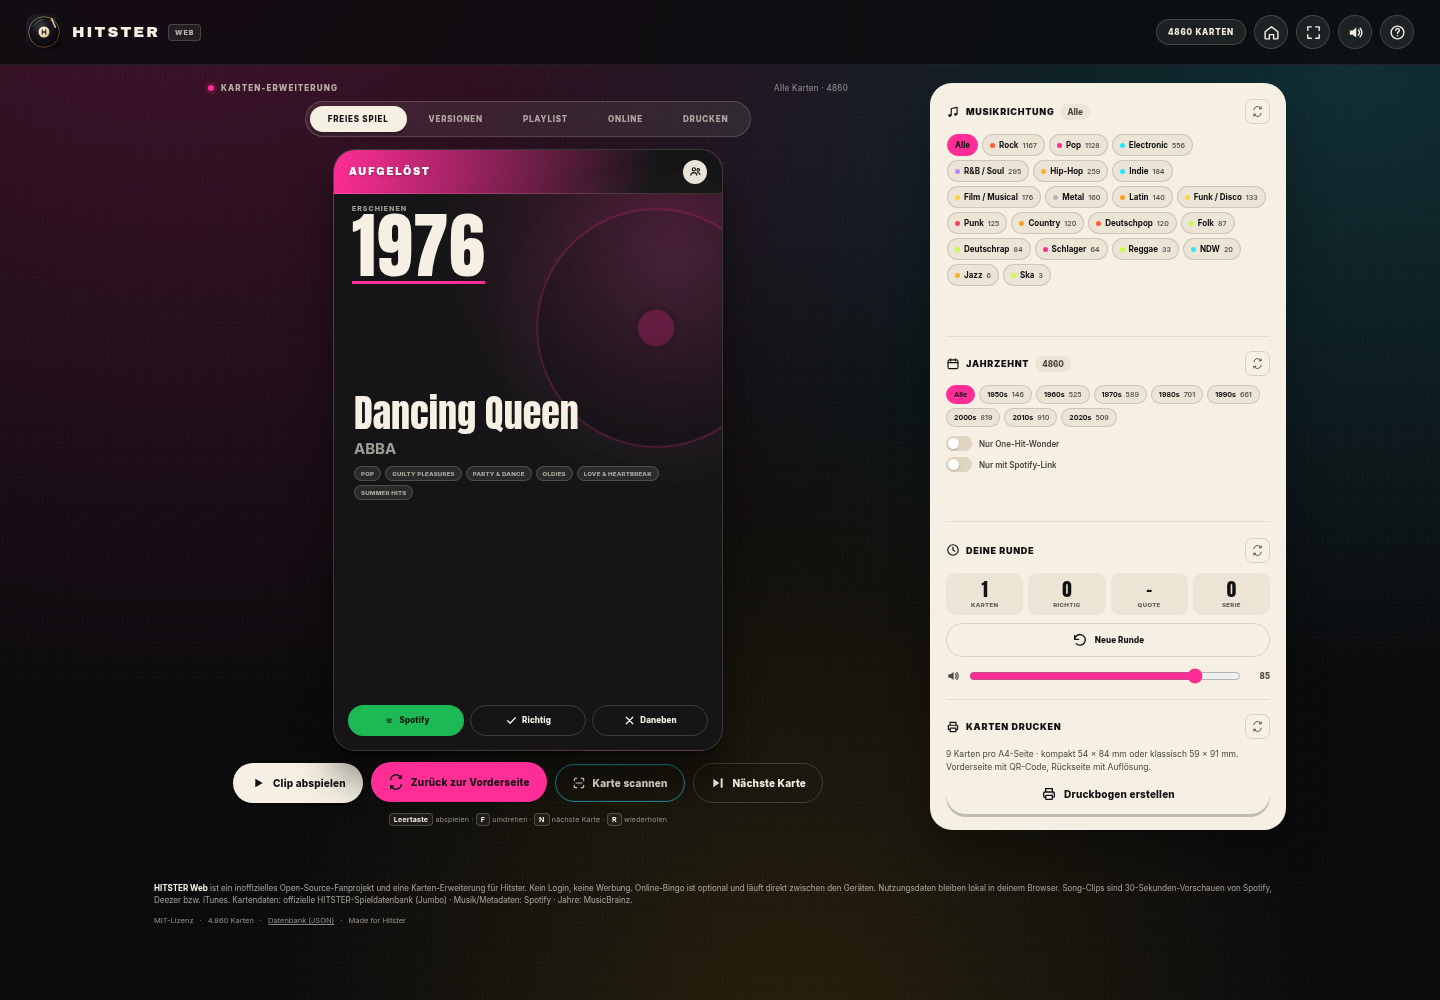 HITSTER WEB
4860 KARTEN
KARTEN-ERWEITERUNG
Alle Karten · 4860
FREIES SPIEL VERSIONEN PLAYLIST ONLINE DRUCKEN
AUFGELÖST
ERSCHIENEN
1976
Dancing Queen
ABBA
POP GUILTY PLEASURES PARTY & DANCE OLDIES LOVE & HEARTBREAK
SUMMER HITS
Spotify Richtig Daneben
Clip abspielen Zurück zur Vorderseite Karte scannen Nächste Karte
Leertaste abspielen · F umdrehen · N nächste Karte · R wiederholen
MUSIKRICHTUNG Alle
Alle Rock 1167 Pop 1128 Electronic 556
R&B / Soul 295 Hip-Hop 259 Indie 184
Film / Musical 176 Metal 160 Latin 140 Funk / Disco 133
Punk 125 Country 120 Deutschpop 120 Folk 87
Deutschrap 84 Schlager 64 Reggae 33 NDW 20
Jazz 6 Ska 3
JAHRZEHNT 4860
Alle 1950s 146 1960s 525 1970s 589 1980s 701 1990s 661
2000s 819 2010s 910 2020s 509
Nur One-Hit-Wonder
Nur mit Spotify-Link
DEINE RUNDE
1 0 - 0
KARTEN RICHTIG QUOTE SERIE
Neue Runde
85
KARTEN DRUCKEN
9 Karten pro A4-Seite · kompakt 54 × 84 mm oder klassisch 59 × 91 mm.
Vorderseite mit QR-Code, Rückseite mit Auflösung.
Druckbogen erstellen
HITSTER Web ist ein inoffizielles Open-Source-Fanprojekt und eine Karten-Erweiterung für Hitster. Kein Login, keine Werbung. Online-Bingo ist optional und läuft direkt zwischen den Geräten. Nutzungsdaten bleiben lokal in deinem Browser. Song-Clips sind 30-Sekunden-Vorschauen von Spotify,
Deezer bzw. iTunes. Kartendaten: offizielle HITSTER-Spieldatenbank (Jumbo) · Musik/Metadaten: Spotify · Jahre: MusicBrainz.
MIT-Lizenz · 4.860 Karten · Datenbank (JSON) · Made for Hitster